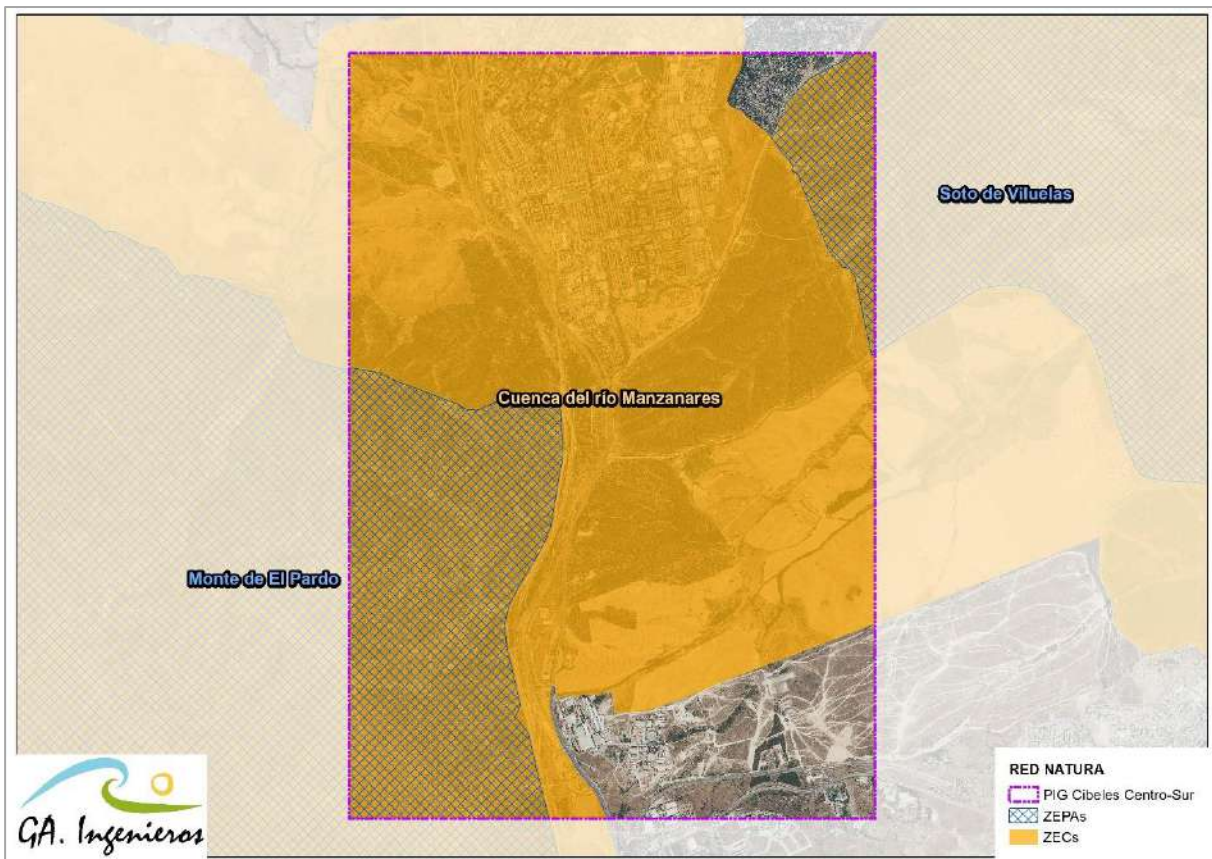 Soto de Viluelas
Cuenca del río Manzanares
Monte de El Pardo
GA. Ingenieros
RED NATURA
PIG Cibeles Centro-Sur
ZEPAs
ZECs